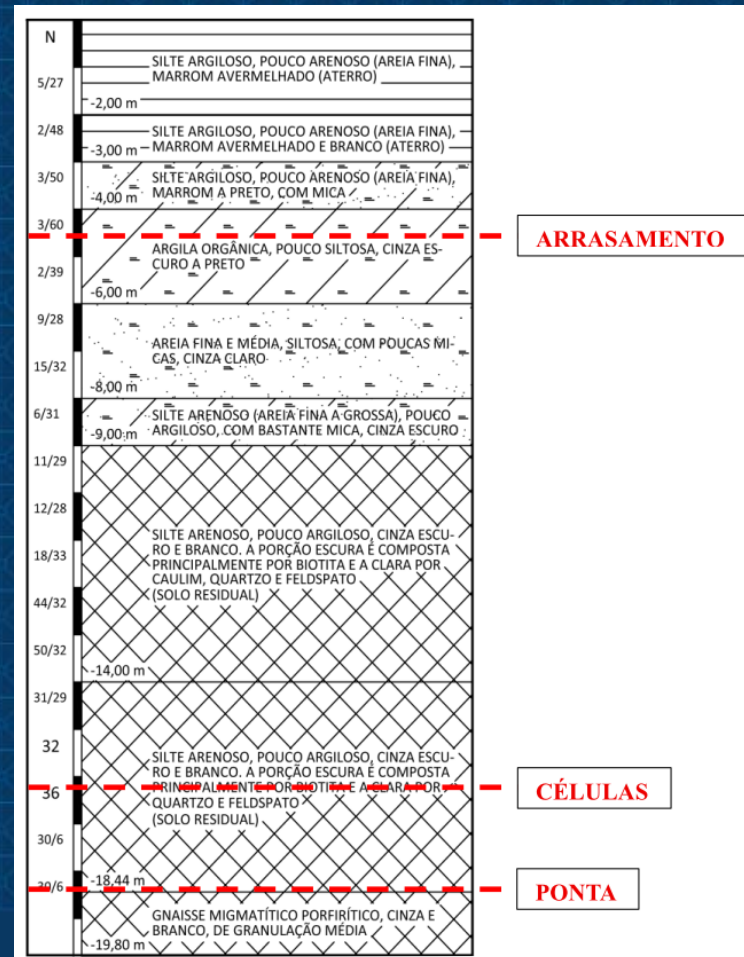 N
SILTE ARGILOSO, POUCO ARENOSO (AREIA FINA),
MARROM AVERMELHADO (ATERRO)
5/27
-2,00 m
2/48
SILTE ARGILOSO, POUCO ARENOSO (AREIA FINA),
MARROM AVERMELHADO E BRANCO (ATERRO)
-3,00 m
3/50
SILTE ARGILOSO, POUCO ARENOSO (AREIA FINA),
MARROM A PRETO, COM MICA
-4,00 m
3/60
ARRASAMENTO
ARGILA ORGÂNICA, POUCO SILTOSA, CINZA ES-
CURO A PRETO
2/39
-6,00 m
9/28
AREIA FINA E MÉDIA, SILTOSA, COM POUCAS MI-
CAS, CINZA CLARO
15/32
-8,00 m
6/31
SILTE ARENOSO (AREIA FINA A GROSSA), POUCO
ARGILOSO, COM BASTANTE MICA, CINZA ESCURO
-9,00 m
11/29
12/28
SILTE ARENOSO, POUCO ARGILOSO, CINZA ESCU-
RO E BRANCO. A PORÇÃO ESCURA É COMPOSTA
PRINCIPALMENTE POR BIOTITA E A CLARA POR
CAULIM, QUARTZO E FELDSPATO
(SOLO RESIDUAL)
18/33
44/32
50/32
-14,00 m
31/29
32
SILTE ARENOSO, POUCO ARGILOSO, CINZA ESCU-
RO E BRANCO. A PORÇÃO ESCURA É COMPOSTA
PRINCIPALMENTE POR BIOTITA E A CLARA POR
QUARTZO E FELDSPATO
(SOLO RESIDUAL)
36
CÉLULAS
30/6
-18,44 m
30/6
PONTA
GNAISSE MIGMATÍTICO PORFIRÍTICO, CINZA E
BRANCO, DE GRANULAÇÃO MÉDIA
-19,80 m